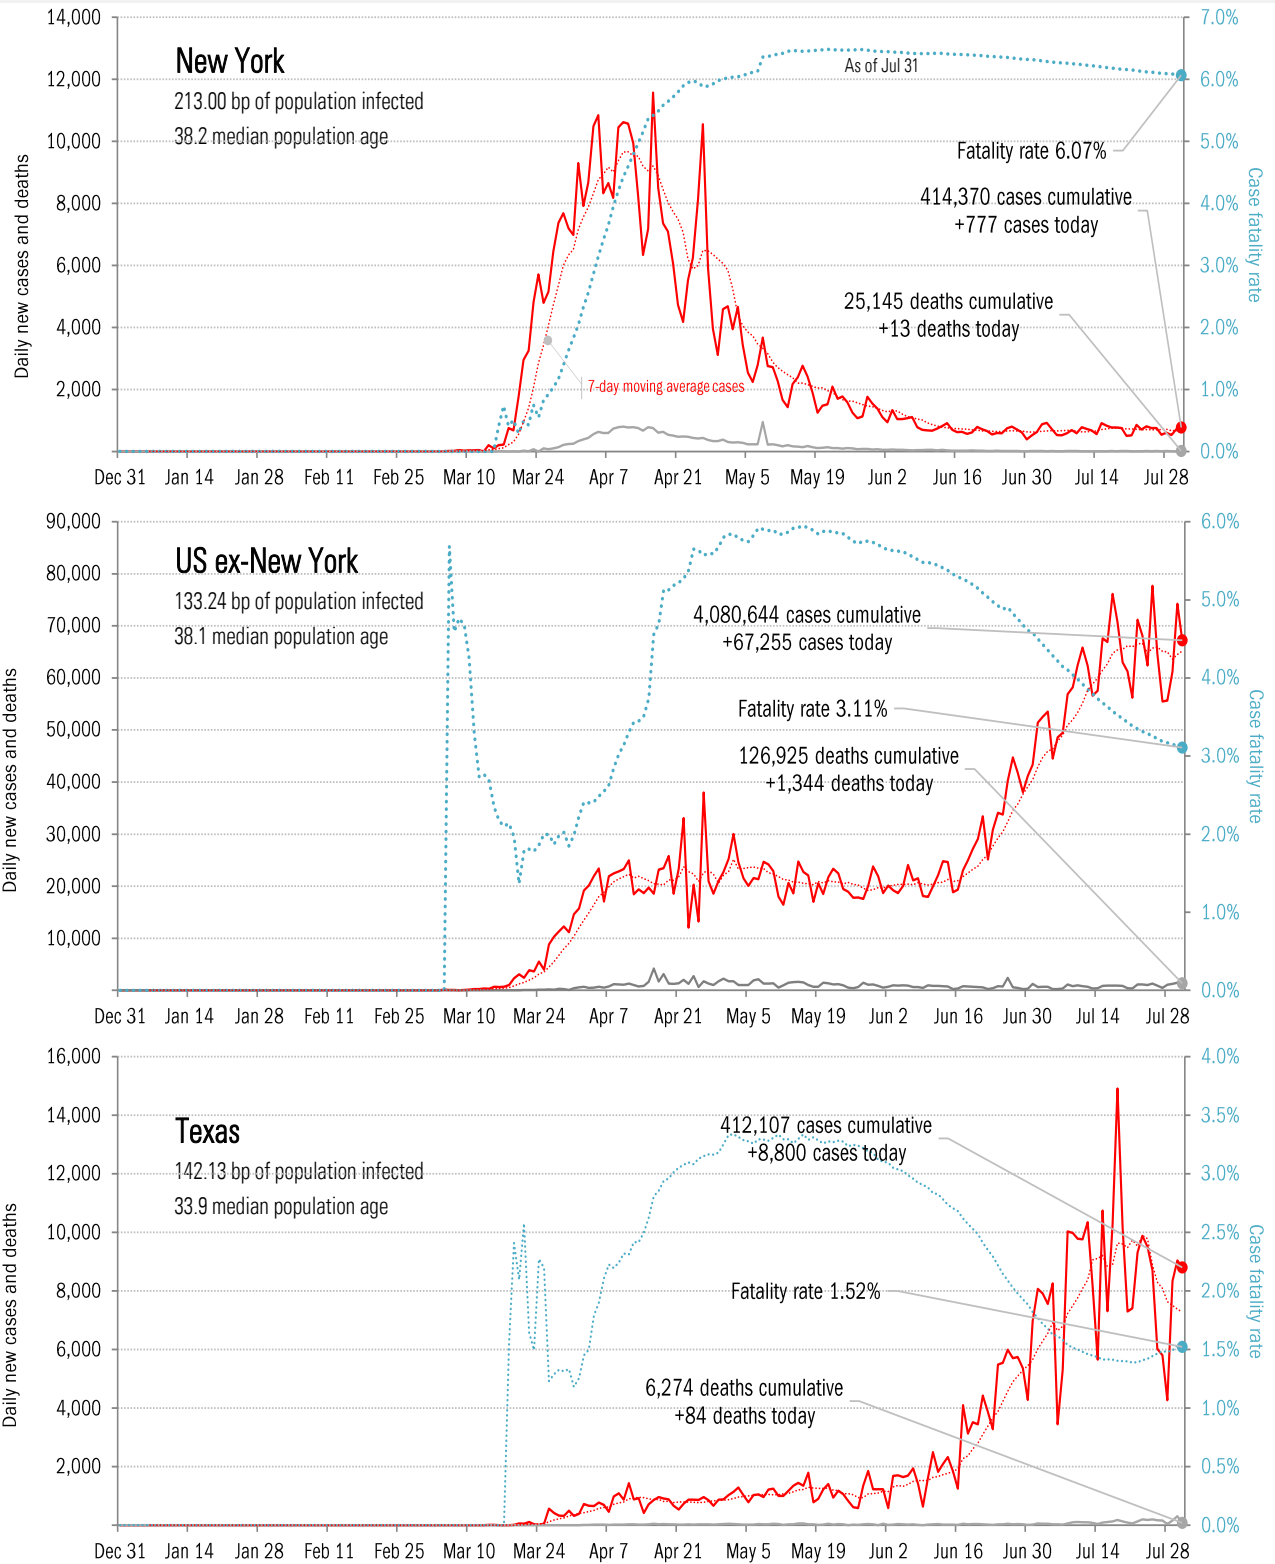 14,000
12,000
10,000
8,000
6,000
4,000
2,000
Daily new cases and deaths
New York
213.00 bp of population infected
38.2 median population age
As of Jul 31
Fatality rate 6.07%
414,370 cases cumulative
+777 cases today
25,145 deaths cumulative
+13 deaths today
7-day moving average cases
7.0%
6.0%
5.0%
4.0%
3.0%
2.0%
1.0%
0.0%
Case fatality rate
Dec 31 Jan 14 Jan 28 Feb 11 Feb 25 Mar 10 Mar 24 Apr 7 Apr 21 May 5 May 19 Jun 2 Jun 16 Jun 30 Jul 14 Jul 28
90,000
80,000
70,000
60,000
50,000
40,000
30,000
20,000
10,000
Daily new cases and deaths
US ex-New York
133.24 bp of population infected
38.1 median population age
4,080,644 cases cumulative
+67,255 cases today
Fatality rate 3.11%
126,925 deaths cumulative
+1,344 deaths today
6.0%
5.0%
4.0%
3.0%
2.0%
1.0%
0.0%
Case fatality rate
Dec 31 Jan 14 Jan 28 Feb 11 Feb 25 Mar 10 Mar 24 Apr 7 Apr 21 May 5 May 19 Jun 2 Jun 16 Jun 30 Jul 14 Jul 28
16,000
14,000
12,000
10,000
8,000
6,000
4,000
2,000
Daily new cases and deaths
Texas
142.13 bp of population infected
33.9 median population age
412,107 cases cumulative
+8,800 cases today
Fatality rate 1.52%
6,274 deaths cumulative
+84 deaths today
4.0%
3.5%
3.0%
2.5%
2.0%
1.5%
1.0%
0.5%
0.0%
Case fatality rate
Dec 31 Jan 14 Jan 28 Feb 11 Feb 25 Mar 10 Mar 24 Apr 7 Apr 21 May 5 May 19 Jun 2 Jun 16 Jun 30 Jul 14 Jul 28